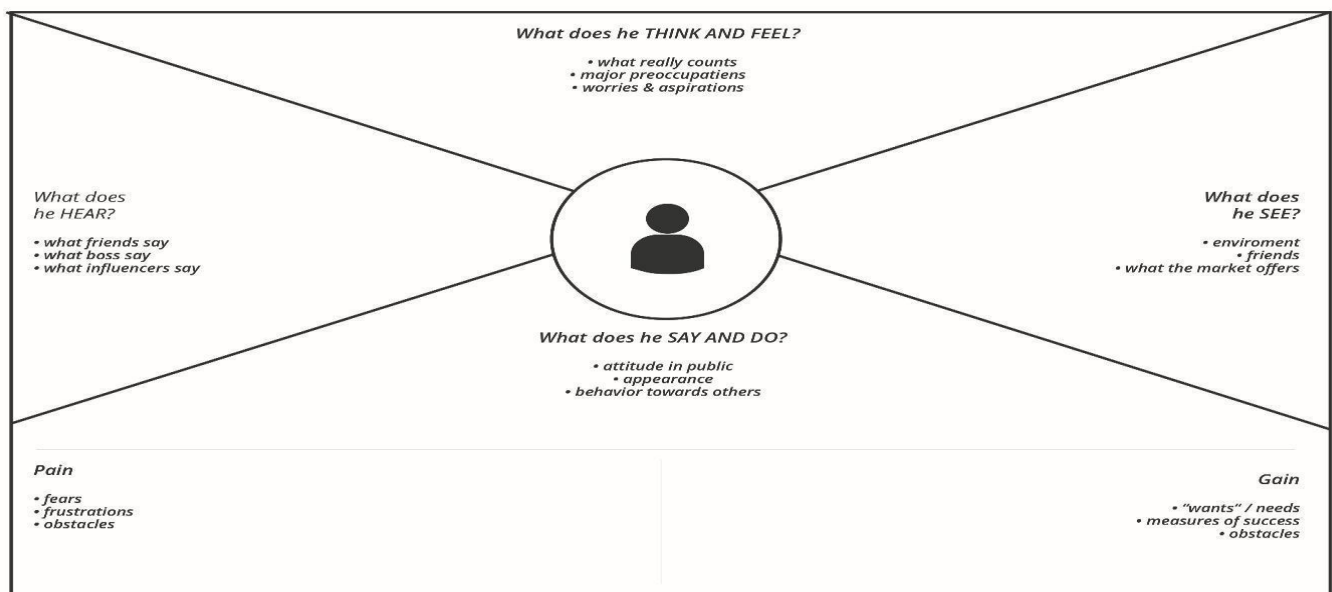 What does he THINK AND FEEL?
• what really counts
• major preoccupatiens
• worries & aspirations
What does
he HEAR?
• what friends say
• what boss say
• what influencers say
What does
he SEE?
• enviroment
• friends
• what the market offers
What does he SAY AND DO?
• attitude in public
• appearance
• behavior towards others
Pain
• fears
• frustrations
• obstacles
Gain
• "wants" / needs
• measures of success
• obstacles